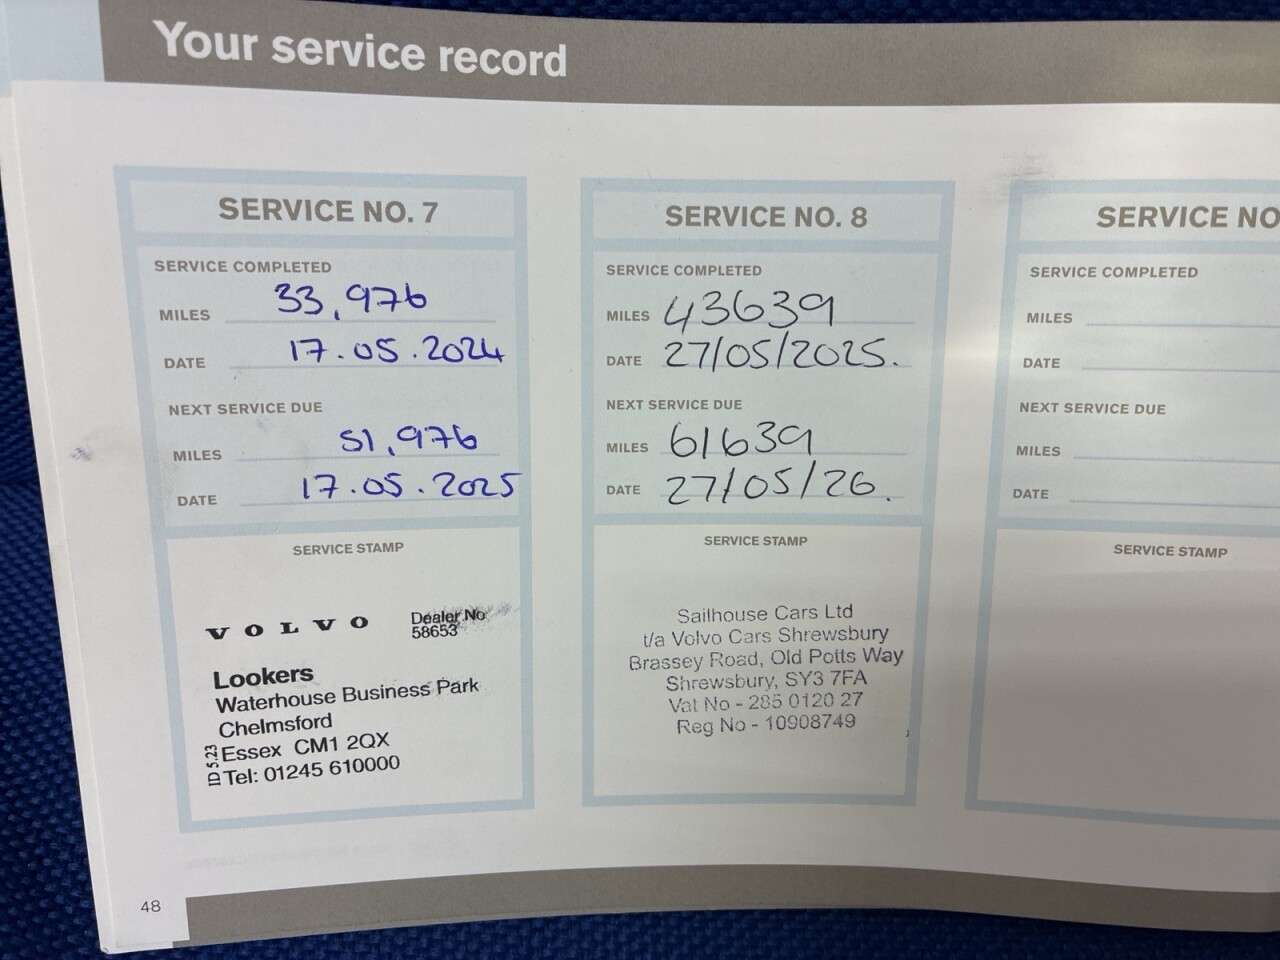 Your service record
SERVICE NO. 7
SERVICE COMPLETED
MILES 33,976
DATE 17.05.2024
NEXT SERVICE DUE
MILES 51,976
DATE 17.05.2025
SERVICE STAMP
VOLVO
Dealer No
58653
Lookers
Waterhouse Business Park
Chelmsford
Essex CM1 2QX
Tel: 01245 610000
ID 5.23
SERVICE NO. 8
SERVICE COMPLETED
MILES 43639
DATE 27/05/2025.
NEXT SERVICE DUE
MILES 61639
DATE 27/05/26.
SERVICE STAMP
Sailhouse Cars Ltd
t/a Volvo Cars Shrewsbury
Brassey Road, Old Potts Way
Shrewsbury, SY3 7FA
Vat No - 285 0120 27
Reg No - 10908749
SERVICE NO
SERVICE COMPLETED
MILES
DATE
NEXT SERVICE DUE
MILES
DATE
SERVICE STAMP
48